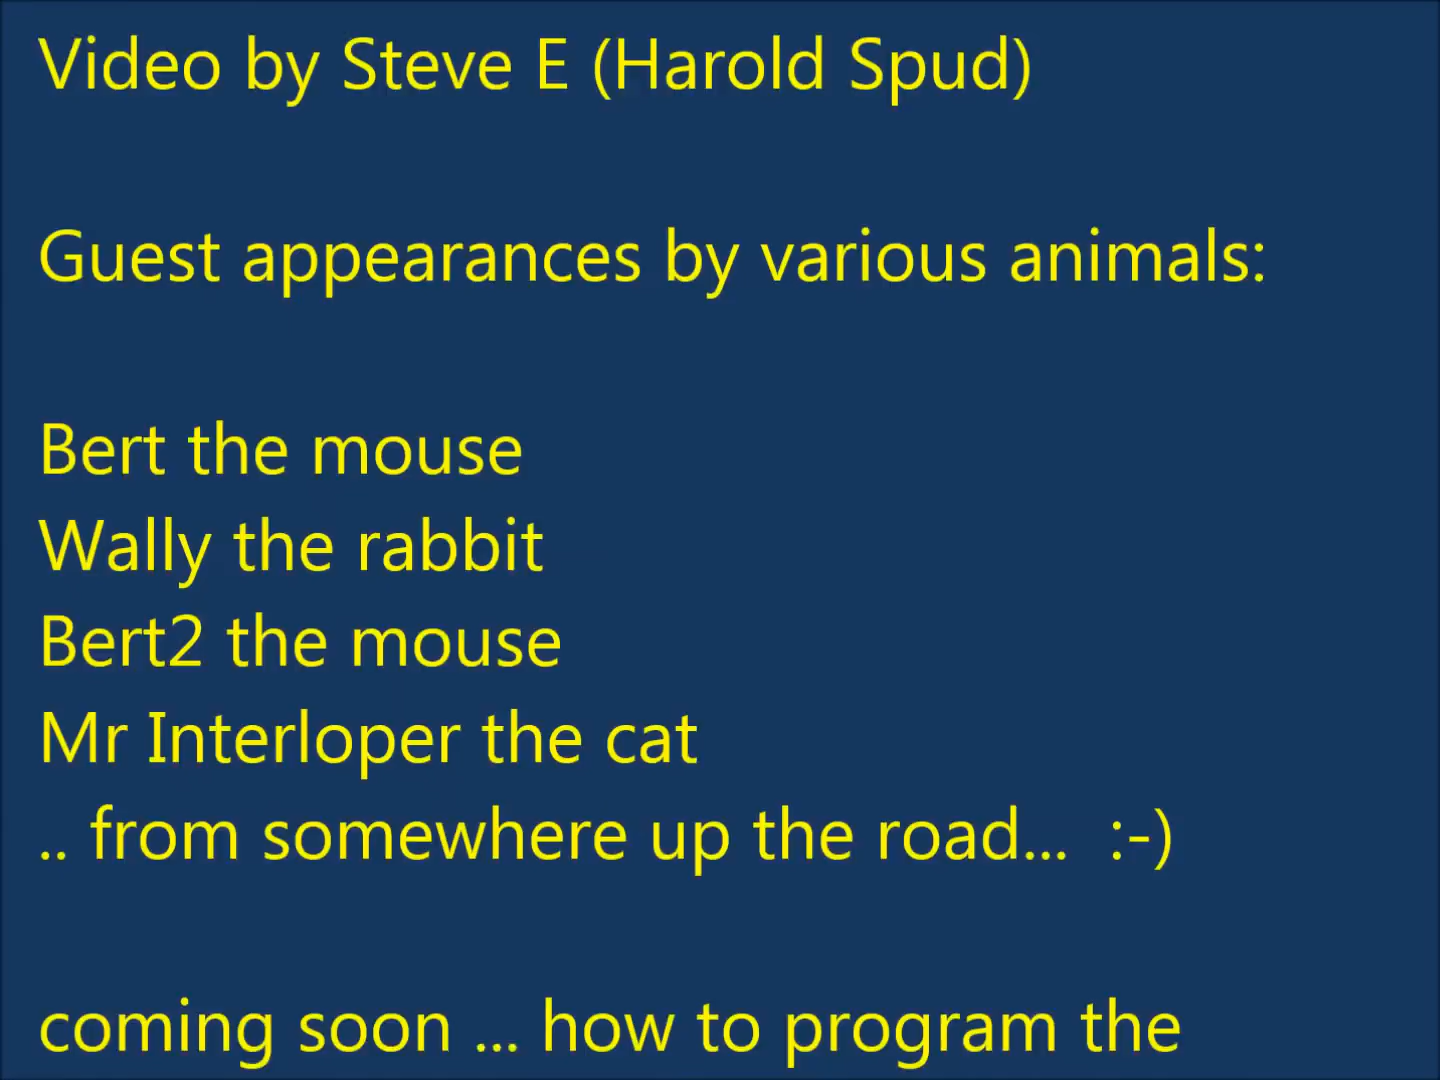 Video by Steve E (Harold Spud)
Guest appearances by various animals:
Bert the mouse
Wally the rabbit
Bert2 the mouse
Mr Interloper the cat
.. from somewhere up the road...  :-)
coming soon ... how to program the